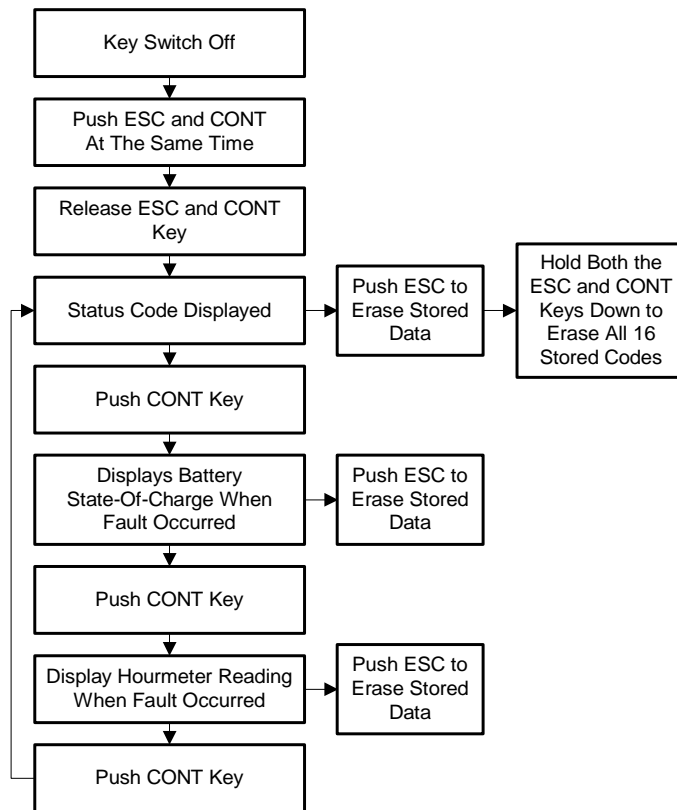 Key Switch Off
Push ESC and CONT
At The Same Time
Release ESC and CONT
Key
Status Code Displayed
Push ESC to
Erase Stored
Data
Hold Both the
ESC and CONT
Keys Down to
Erase All 16
Stored Codes
Push CONT Key
Displays Battery
State-Of-Charge When
Fault Occurred
Push ESC to
Erase Stored
Data
Push CONT Key
Display Hourmeter Reading
When Fault Occurred
Push ESC to
Erase Stored
Data
Push CONT Key